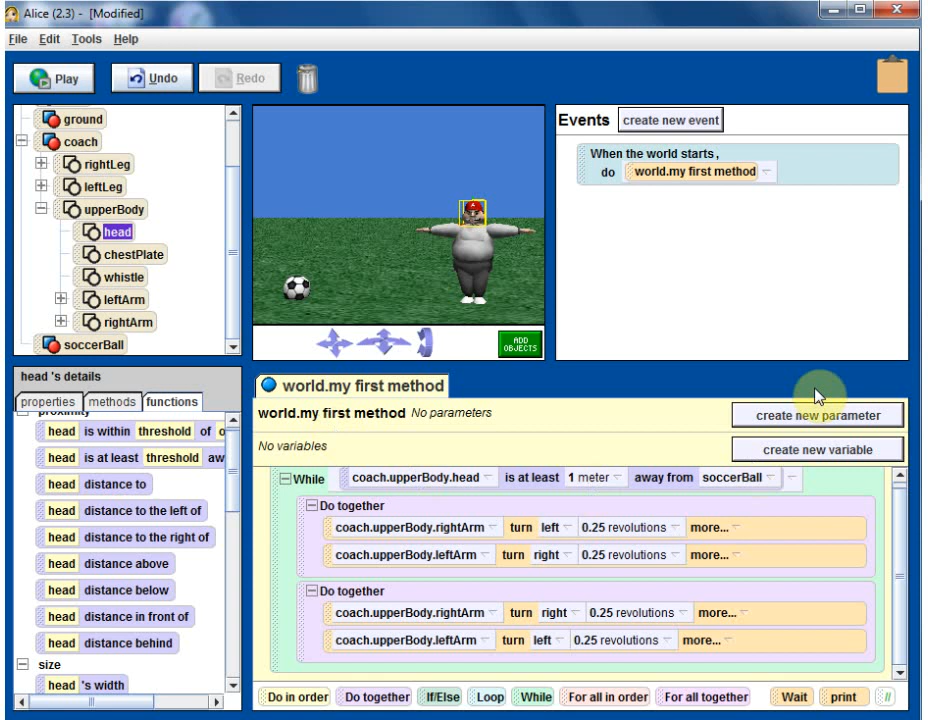 Alice (2.3) - [Modified]
File Edit Tools Help
Play Undo Redo
ground
coach
rightLeg
leftLeg
upperBody
head
chestPlate
whistle
leftArm
rightArm
soccerBall
ADD
OBJECTS
Events create new event
When the world starts,
do world.my first method
head 's details
properties methods functions
proximity
head is within threshold of o
head is at least threshold aw
head distance to
head distance to the left of
head distance to the right of
head distance above
head distance below
head distance in front of
head distance behind
size
head 's width
world.my first method
world.my first method No parameters create new parameter
No variables create new variable
While coach.upperBody.head is at least 1 meter away from soccerBall
Do together
coach.upperBody.rightArm turn left 0.25 revolutions more...
coach.upperBody.leftArm turn right 0.25 revolutions more...
Do together
coach.upperBody.rightArm turn right 0.25 revolutions more...
coach.upperBody.leftArm turn left 0.25 revolutions more...
Do in order Do together If/Else Loop While For all in order For all together Wait print //